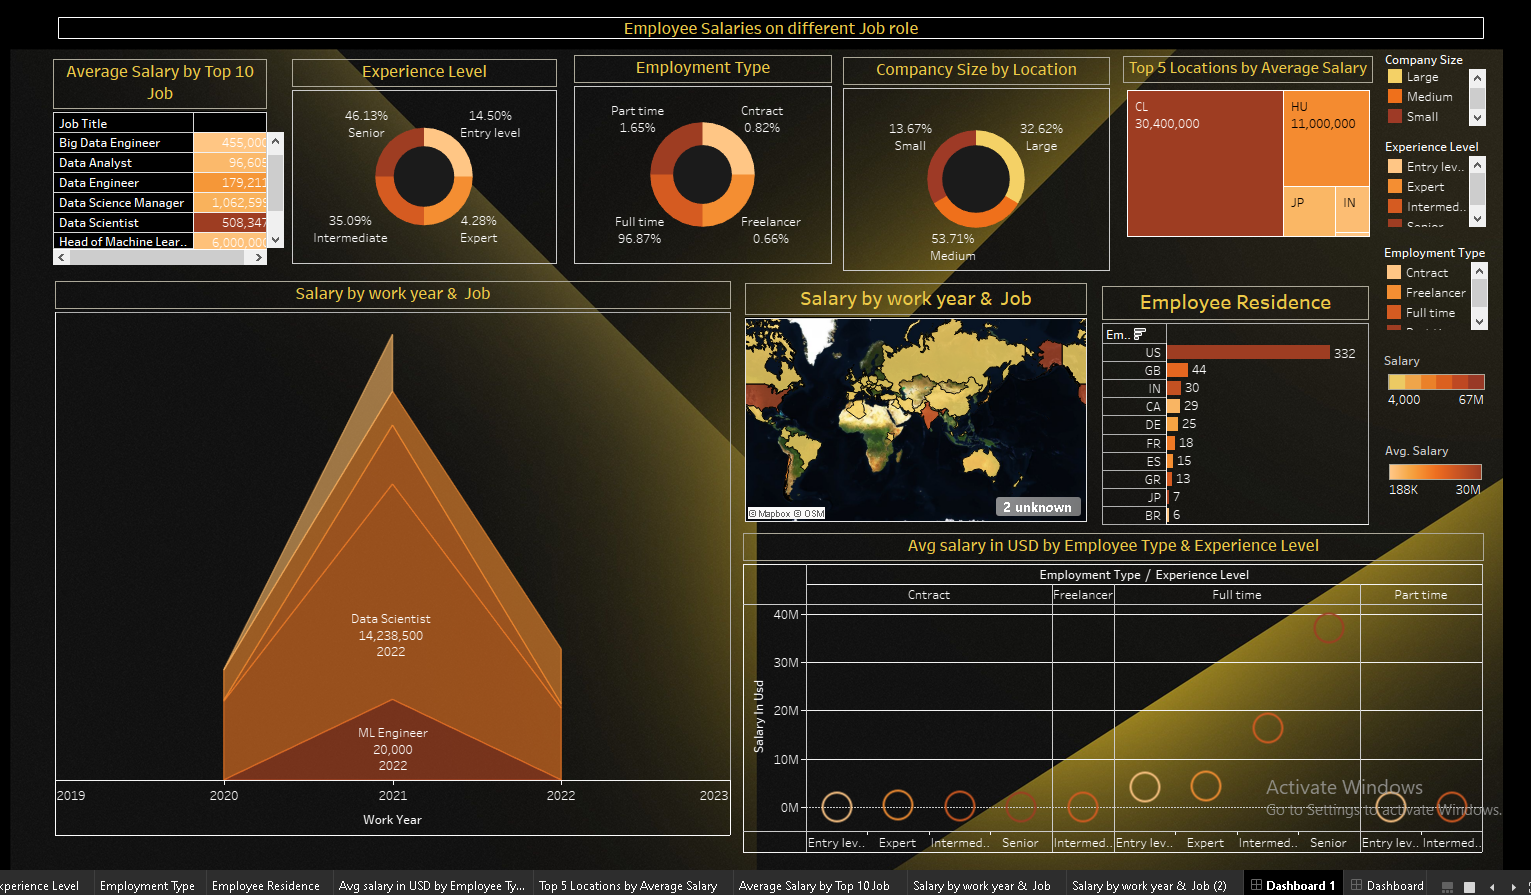 Employee Salaries on different Job role
Average Salary by Top 10
Job
Job Title
Big Data Engineer 455,000
Data Analyst 96,605
Data Engineer 179,211
Data Science Manager 1,062,599
Data Scientist 508,347
Head of Machine Lear.. 6,000,000
Experience Level
46.13%
Senior
14.50%
Entry level
35.09%
Intermediate
4.28%
Expert
Employment Type
Part time
1.65%
Cntract
0.82%
Full time
96.87%
Freelancer
0.66%
Compancy Size by Location
13.67%
Small
32.62%
Large
53.71%
Medium
Top 5 Locations by Average Salary
CL
30,400,000
HU
11,000,000
JP
IN
Company Size
Large
Medium
Small
Experience Level
Entry lev..
Expert
Intermed..
Senior
Employment Type
Cntract
Freelancer
Full time
Salary
4,000 67M
Avg. Salary
188K 30M
Salary by work year & Job
Data Scientist
14,238,500
2022
ML Engineer
20,000
2022
2019 2020 2021 2022 2023
Work Year
Salary by work year & Job
© Mapbox © OSM
2 unknown
Employee Residence
Em..
US 332
GB 44
IN 30
CA 29
DE 25
FR 18
ES 15
GR 13
JP 7
BR 6
Avg salary in USD by Employee Type & Experience Level
Employment Type / Experience Level
Cntract Freelancer Full time Part time
Salary In Usd
40M
30M
20M
10M
0M
Entry lev.. Expert Intermed.. Senior Intermed.. Entry lev.. Expert Intermed.. Senior Entry lev.. Intermed..
Activate Windows
Go to Settings to activate Windows.
xperience Level Employment Type Employee Residence Avg salary in USD by Employee Ty... Top 5 Locations by Average Salary Average Salary by Top 10 Job Salary by work year & Job Salary by work year & Job (2) Dashboard 1 Dashboard